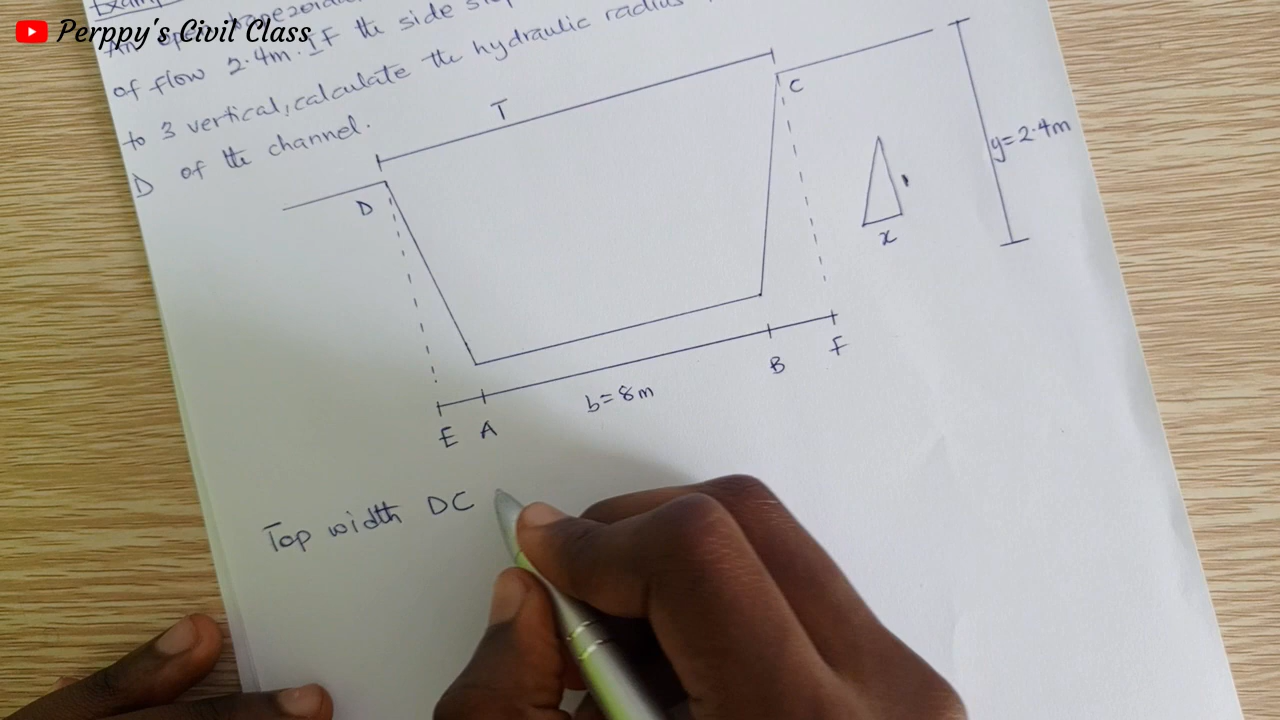 Perppy's Civil Class
of flow 2.4m. If the side
to 3 vertical, calculate the hydraulic radius
D of the channel.
T
C
D
y=2.4m
x
b=8m
B
F
E A
Top width DC